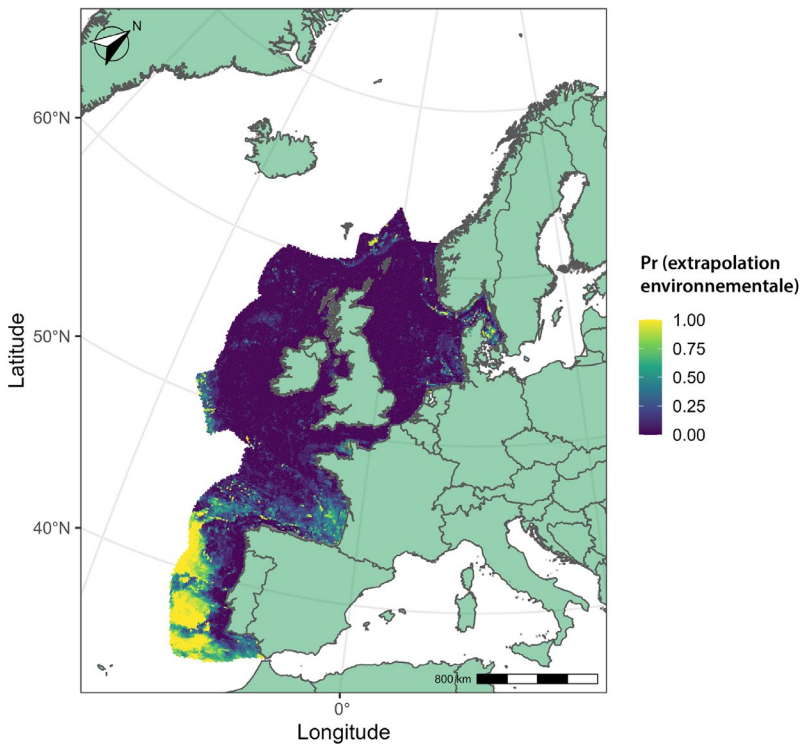 N
60°N
50°N
40°N
Latitude
0°
Longitude
800 km
Pr (extrapolation
environnementale)
1.00
0.75
0.50
0.25
0.00